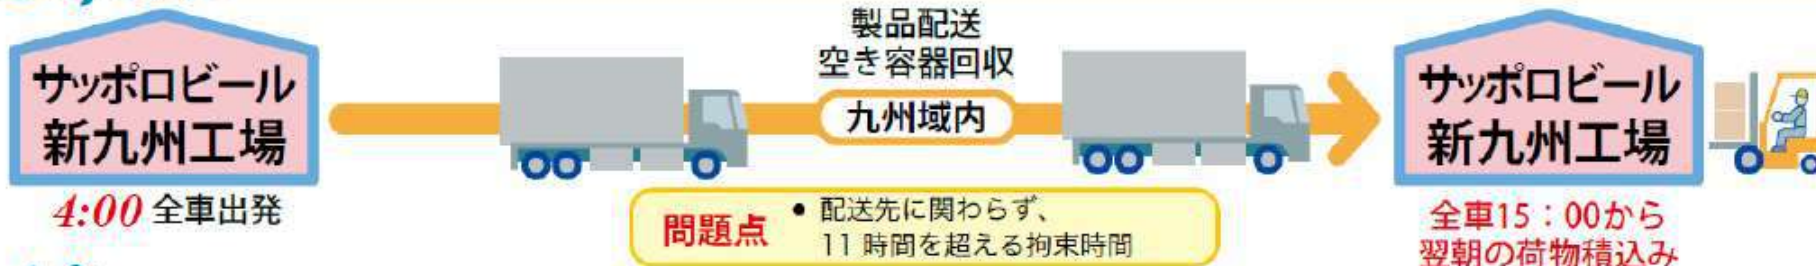 サッポロビール
新九州工場
4:00 全車出発
製品配送
空き容器回収
九州域内
問題点
• 配送先に関わらず、
11 時間を超える拘束時間
サッポロビール
新九州工場
全車15：00から
翌朝の荷物積込み